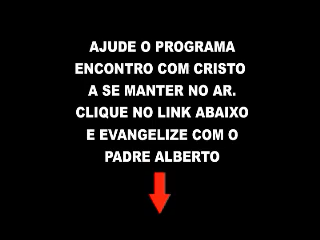 AJUDE O PROGRAMA
ENCONTRO COM CRISTO
A SE MANTER NO AR.
CLIQUE NO LINK ABAIXO
E EVANGELIZE COM O
PADRE ALBERTO